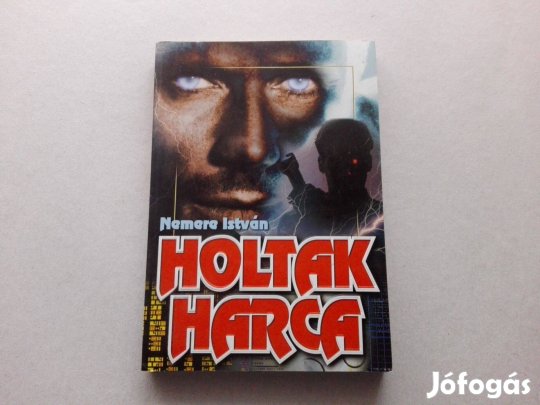 Nemere István
HOLTAK
HARCA
Jófogás